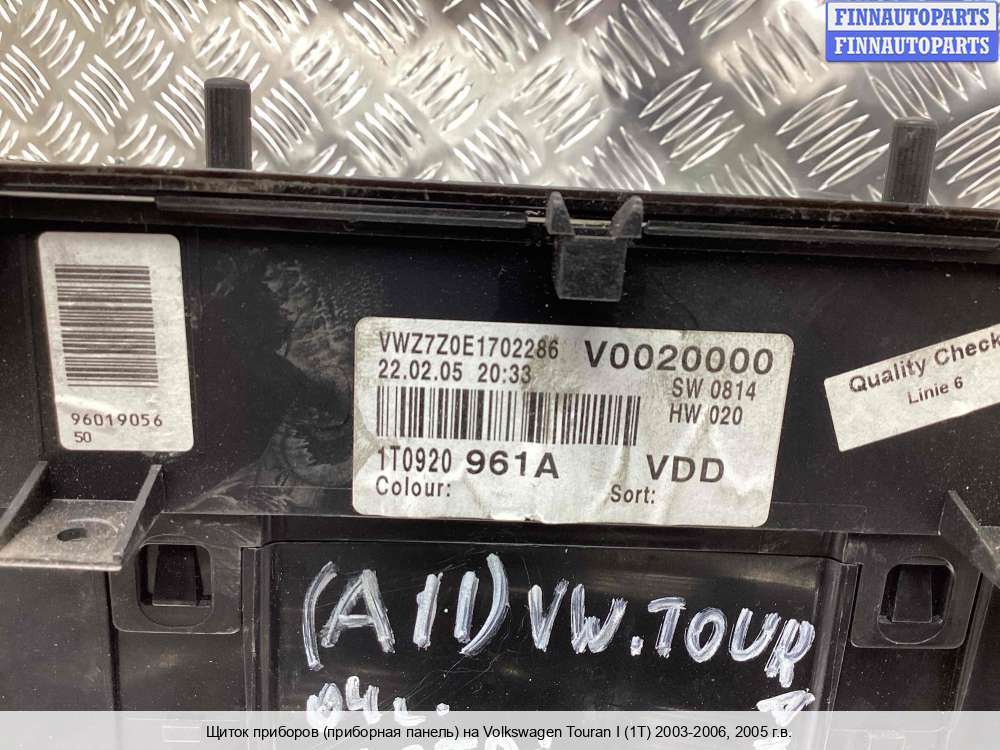 FINNAUTOPARTS
FINNAUTOPARTS
96019056
50
VWZ7Z0E1702286 V0020000
22.02.05 20:33 SW 0814
HW 020
1T0920 961A VDD
Colour: Sort:
Quality Check
Linie 6
(A11) VW.TOUR
04г.
Щиток приборов (приборная панель) на Volkswagen Touran I (1T) 2003-2006, 2005 г.в.